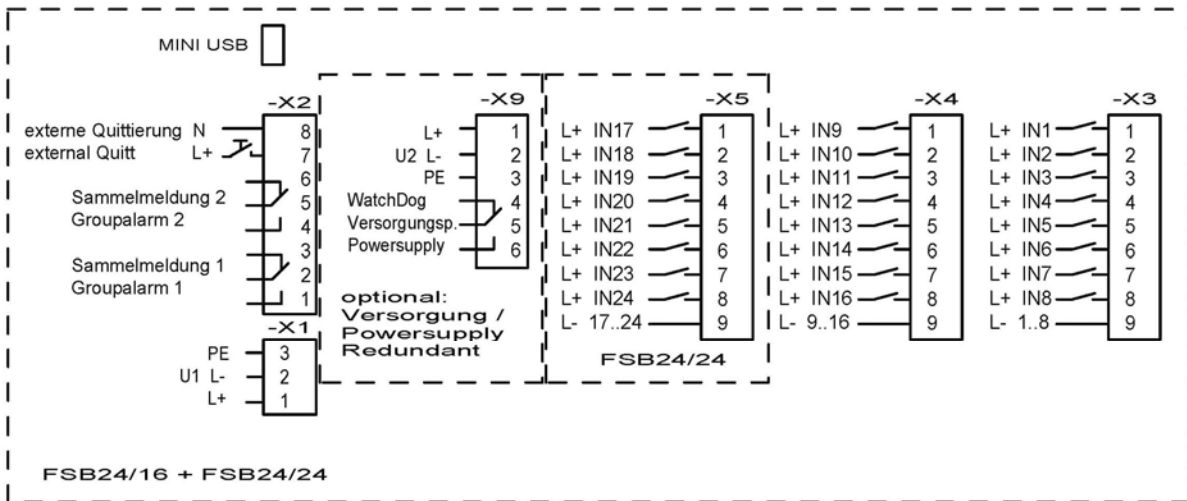 MINI USB
-X2
externe Quittierung N 8
external Quitt L+ 7
6
Sammelmeldung 2 5
Groupalarm 2 4
3
Sammelmeldung 1 2
Groupalarm 1 1
-X1
PE 3
U1 L- 2
L+ 1
-X9
L+ 1
U2 L- 2
PE 3
WatchDog 4
Versorgungsp. 5
Powersupply 6
optional:
Versorgung /
Powersupply
Redundant
-X5
L+ IN17 1
L+ IN18 2
L+ IN19 3
L+ IN20 4
L+ IN21 5
L+ IN22 6
L+ IN23 7
L+ IN24 8
L- 17..24 9
FSB24/24
-X4
L+ IN9 1
L+ IN10 2
L+ IN11 3
L+ IN12 4
L+ IN13 5
L+ IN14 6
L+ IN15 7
L+ IN16 8
L- 9..16 9
-X3
L+ IN1 1
L+ IN2 2
L+ IN3 3
L+ IN4 4
L+ IN5 5
L+ IN6 6
L+ IN7 7
L+ IN8 8
L- 1..8 9
FSB24/16 + FSB24/24